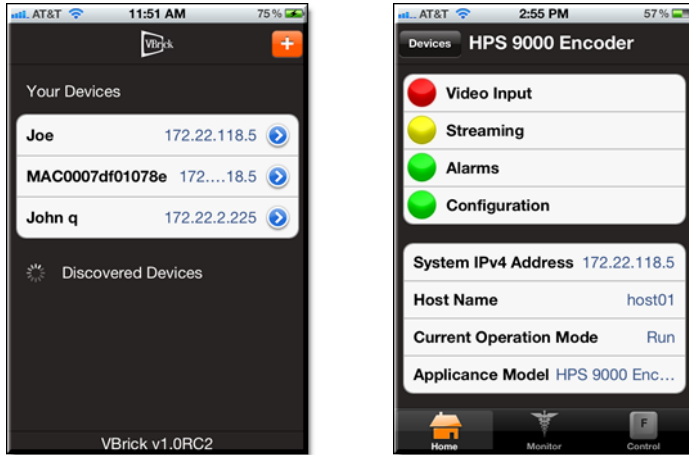 AT&T 11:51 AM 75%
VBrick
Your Devices
Joe 172.22.118.5
MAC0007df01078e 172....18.5
John q 172.22.2.225
Discovered Devices
VBrick v1.0RC2
AT&T 2:55 PM 57%
Devices HPS 9000 Encoder
Video Input
Streaming
Alarms
Configuration
System IPv4 Address 172.22.118.5
Host Name host01
Current Operation Mode Run
Applicance Model HPS 9000 Enc...
F
Home Monitor Control